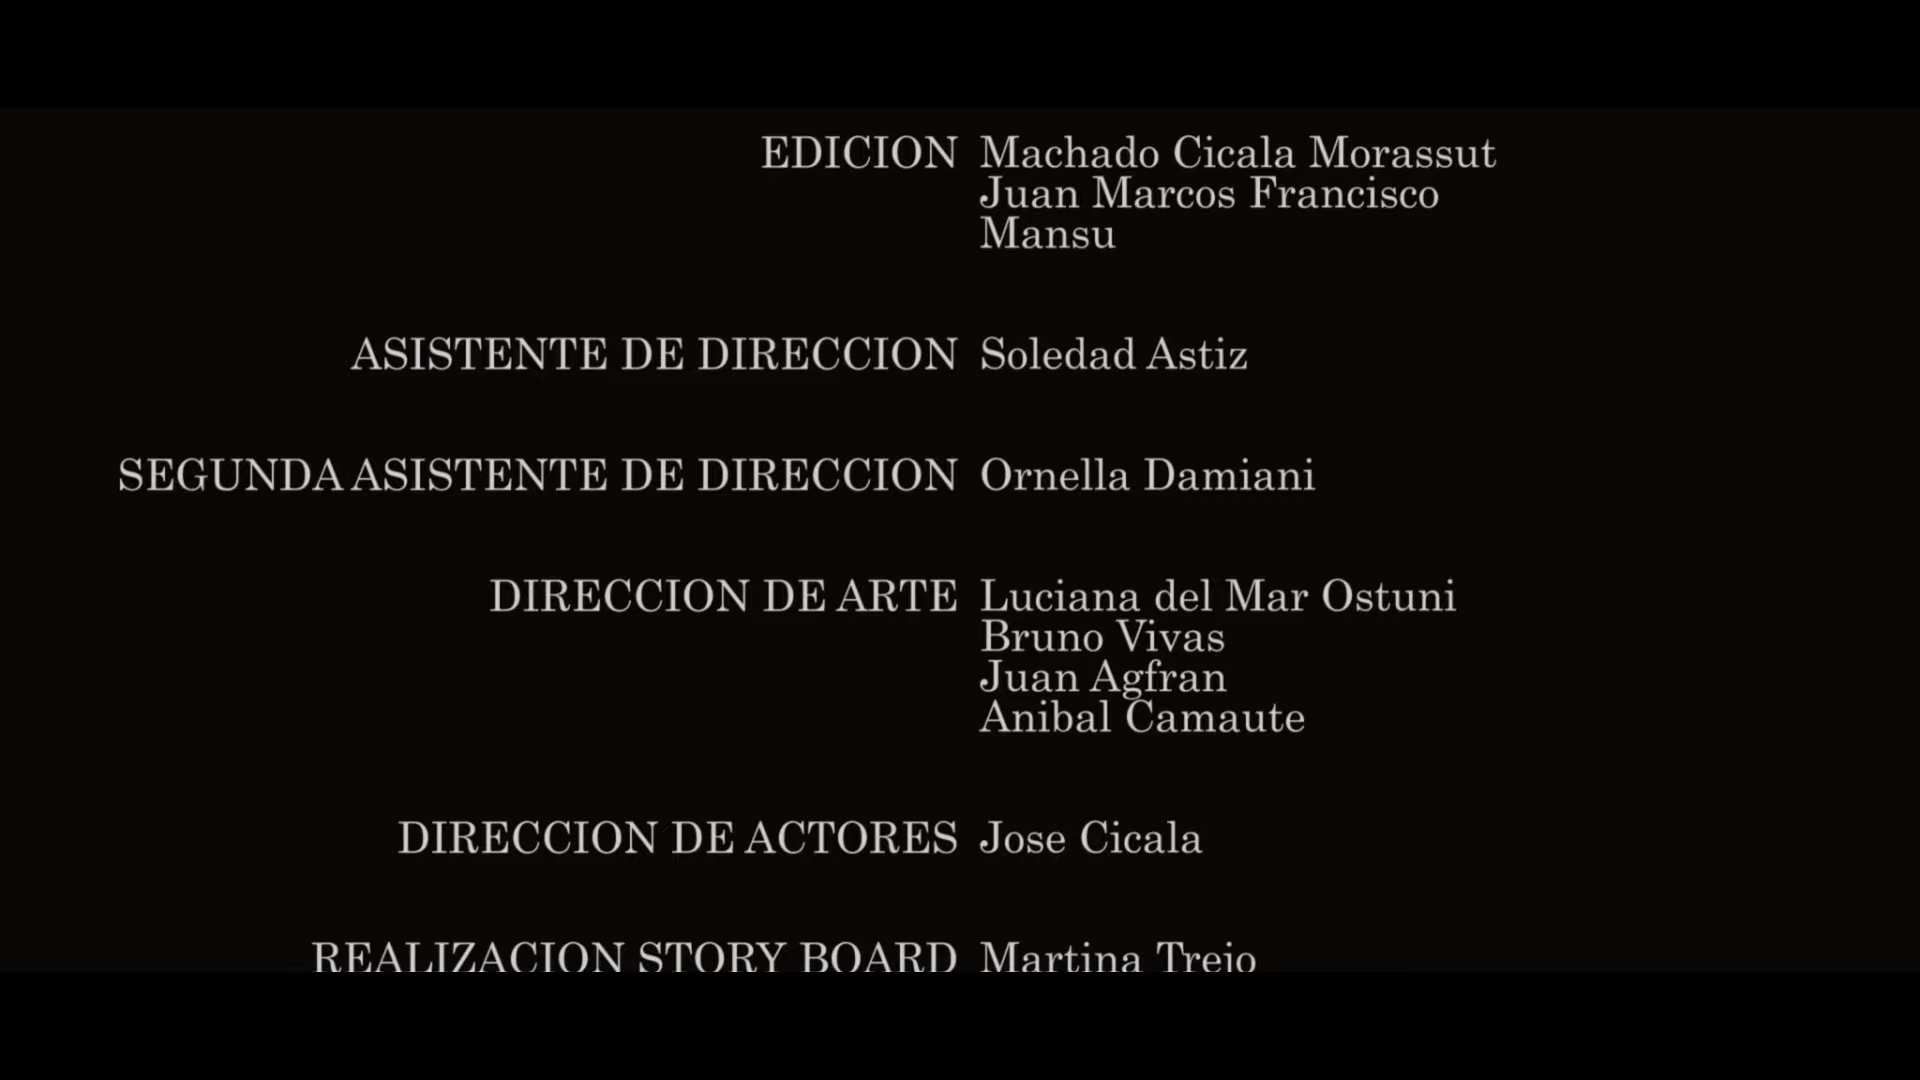 EDICION Machado Cicala Morassut
Juan Marcos Francisco
Mansu
ASISTENTE DE DIRECCION Soledad Astiz
SEGUNDA ASISTENTE DE DIRECCION Ornella Damiani
DIRECCION DE ARTE Luciana del Mar Ostuni
Bruno Vivas
Juan Agfran
Anibal Camaute
DIRECCION DE ACTORES Jose Cicala
REALIZACION STORY BOARD Martina Trejo